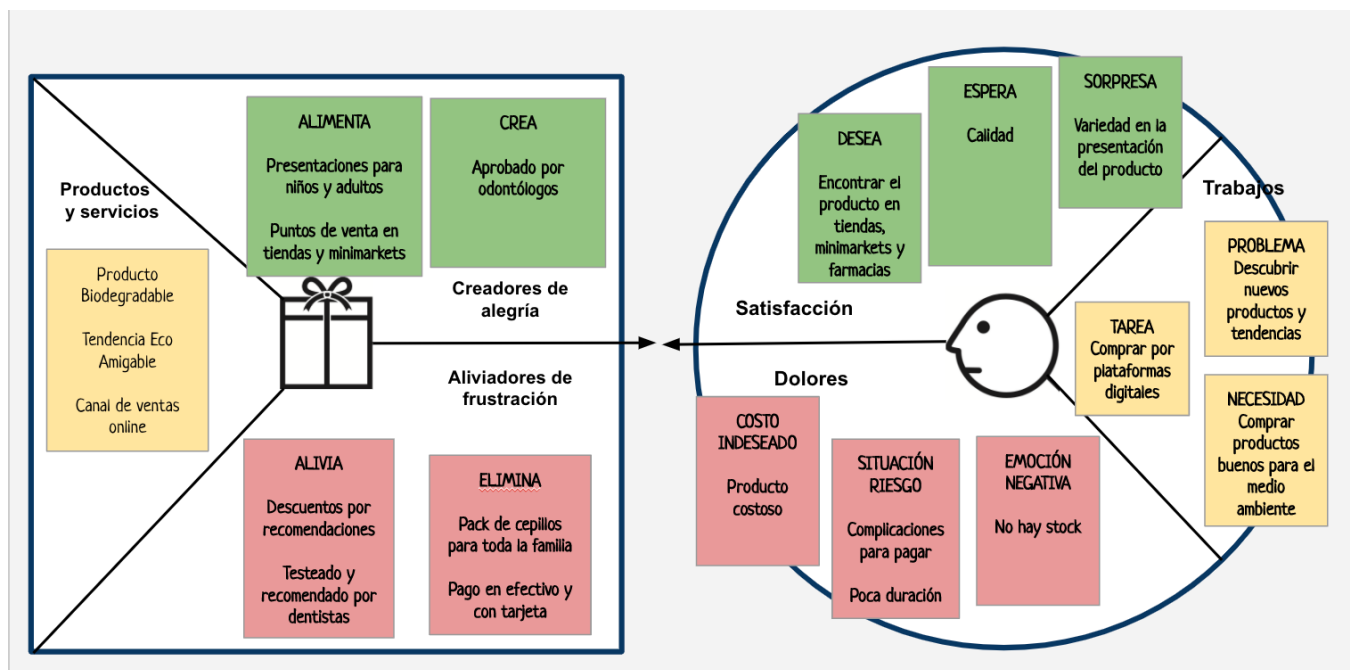 Productos
y servicios
Producto
Biodegradable
Tendencia Eco
Amigable
Canal de ventas
online
ALIMENTA
Presentaciones para
niños y adultos
Puntos de venta en
tiendas y minimarkets
CREA
Aprobado por
odontólogos
Creadores de
alegría
Aliviadores de
frustración
ALIVIA
Descuentos por
recomendaciones
Testeado y
recomendado por
dentistas
ELIMINA
Pack de cepillos
para toda la familia
Pago en efectivo y
con tarjeta
DESEA
Encontrar el
producto en
tiendas,
minimarkets y
farmacias
ESPERA
Calidad
SORPRESA
Variedad en la
presentación
del producto
Satisfacción
Dolores
COSTO
INDESEADO
Producto
costoso
SITUACIÓN
RIESGO
Complicaciones
para pagar
Poca duración
EMOCIÓN
NEGATIVA
No hay stock
Trabajos
TAREA
Comprar por
plataformas
digitales
PROBLEMA
Descubrir
nuevos
productos y
tendencias
NECESIDAD
Comprar
productos
buenos para el
medio
ambiente